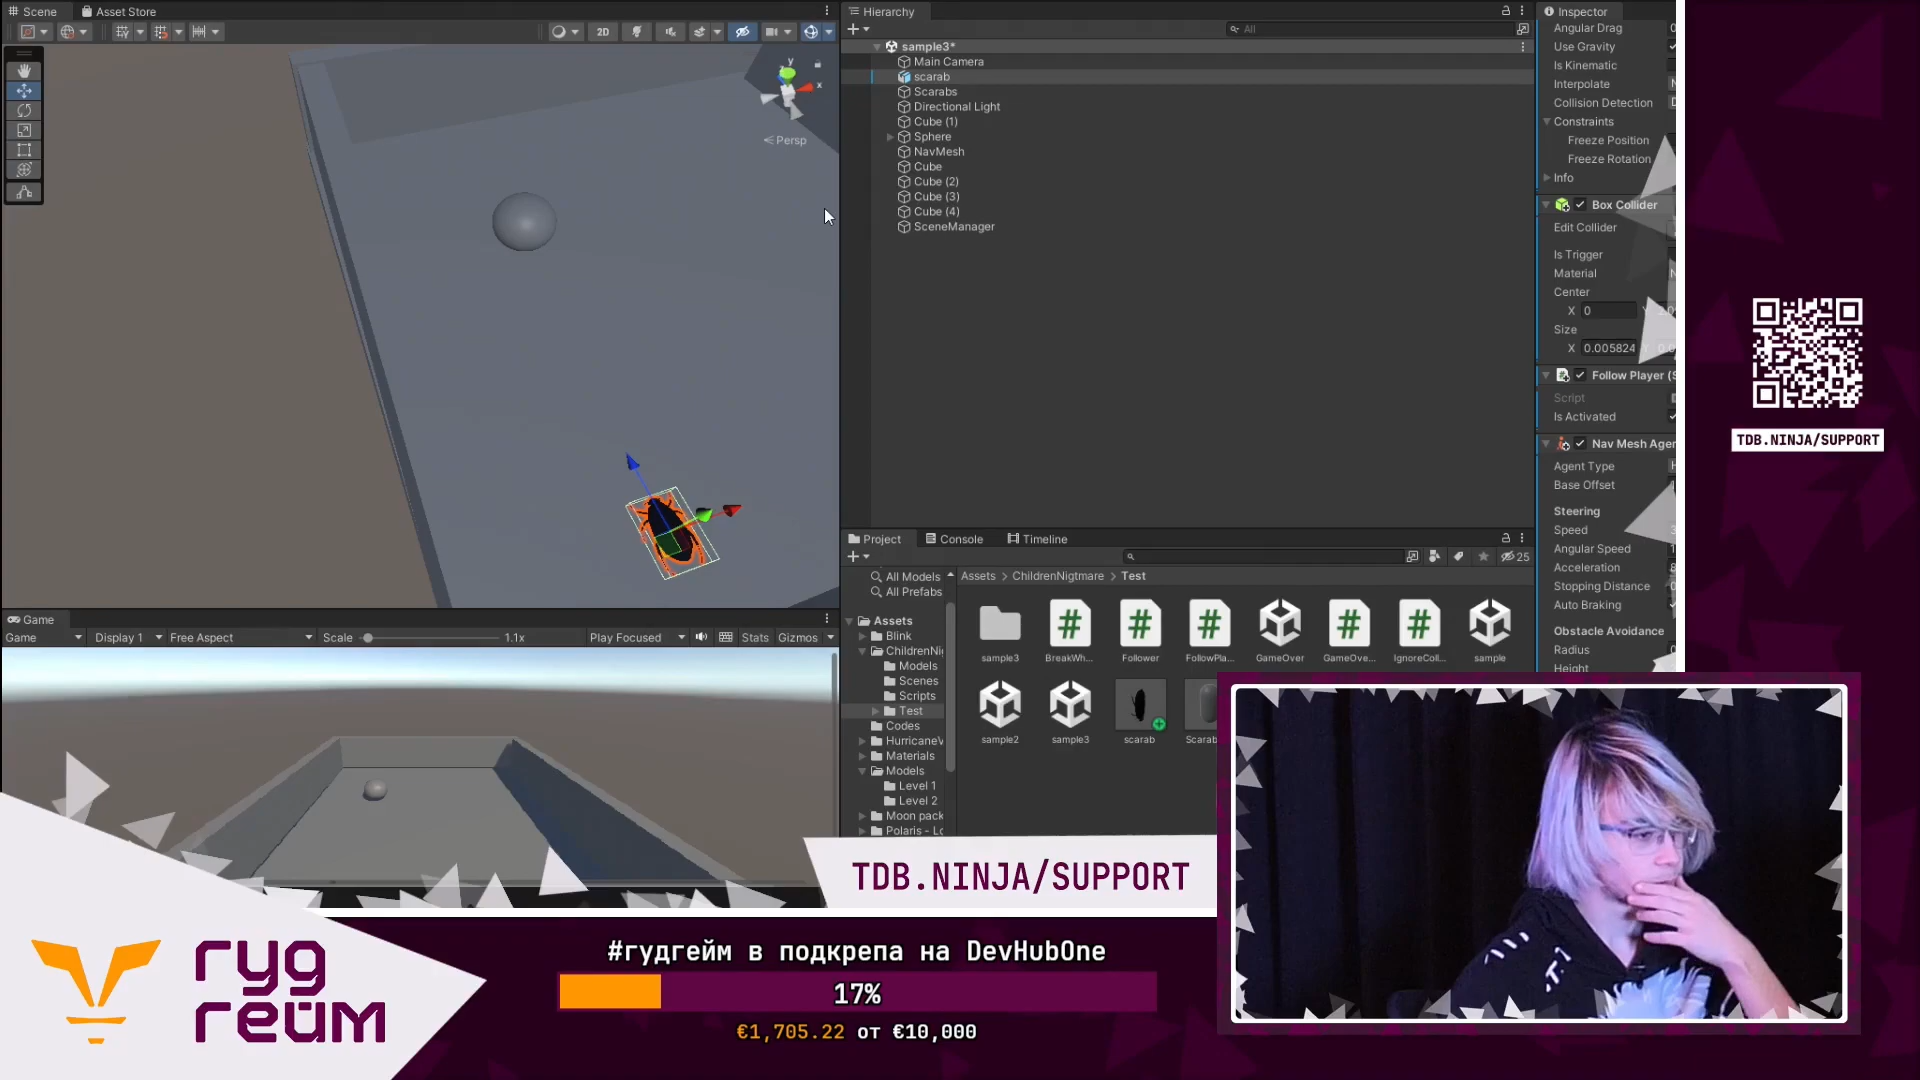 Scene
Asset Store
2D
y
x
Persp
Hierarchy
All
sample3*
Main Camera
scarab
Scarabs
Directional Light
Cube (1)
Sphere
NavMesh
Cube
Cube (2)
Cube (3)
Cube (4)
SceneManager
Inspector
Angular Drag
Use Gravity
Is Kinematic
Interpolate
Collision Detection
Constraints
Freeze Position
Freeze Rotation
Info
Box Collider
Edit Collider
Is Trigger
Material
Center
X 0
Size
X 0.005824
Follow Player (S
Script
Is Activated
Nav Mesh Agen
Agent Type
Base Offset
Steering
Speed
Angular Speed
Acceleration
Stopping Distance
Auto Braking
Obstacle Avoidance
Radius
Height
Game
Game Display 1 Free Aspect Scale 1.1x Play Focused Stats Gizmos
Project Console Timeline
25
All Models
All Prefabs
Assets
Blink
ChildrenNi
Models
Scenes
Scripts
Test
Codes
HurricaneV
Materials
Models
Level 1
Level 2
Moon pack
Polaris - Lo
Assets > ChildrenNigtmare > Test
sample3 BreakWh... Follower FollowPla... GameOver GameOve... IgnoreColl... sample
sample2 sample3 scarab Scarab
TDB.NINJA/SUPPORT
TDB.NINJA/SUPPORT
гуд
гейм
#гудгейм в подкрепа на DevHubOne
17%
€1,705.22 от €10,000